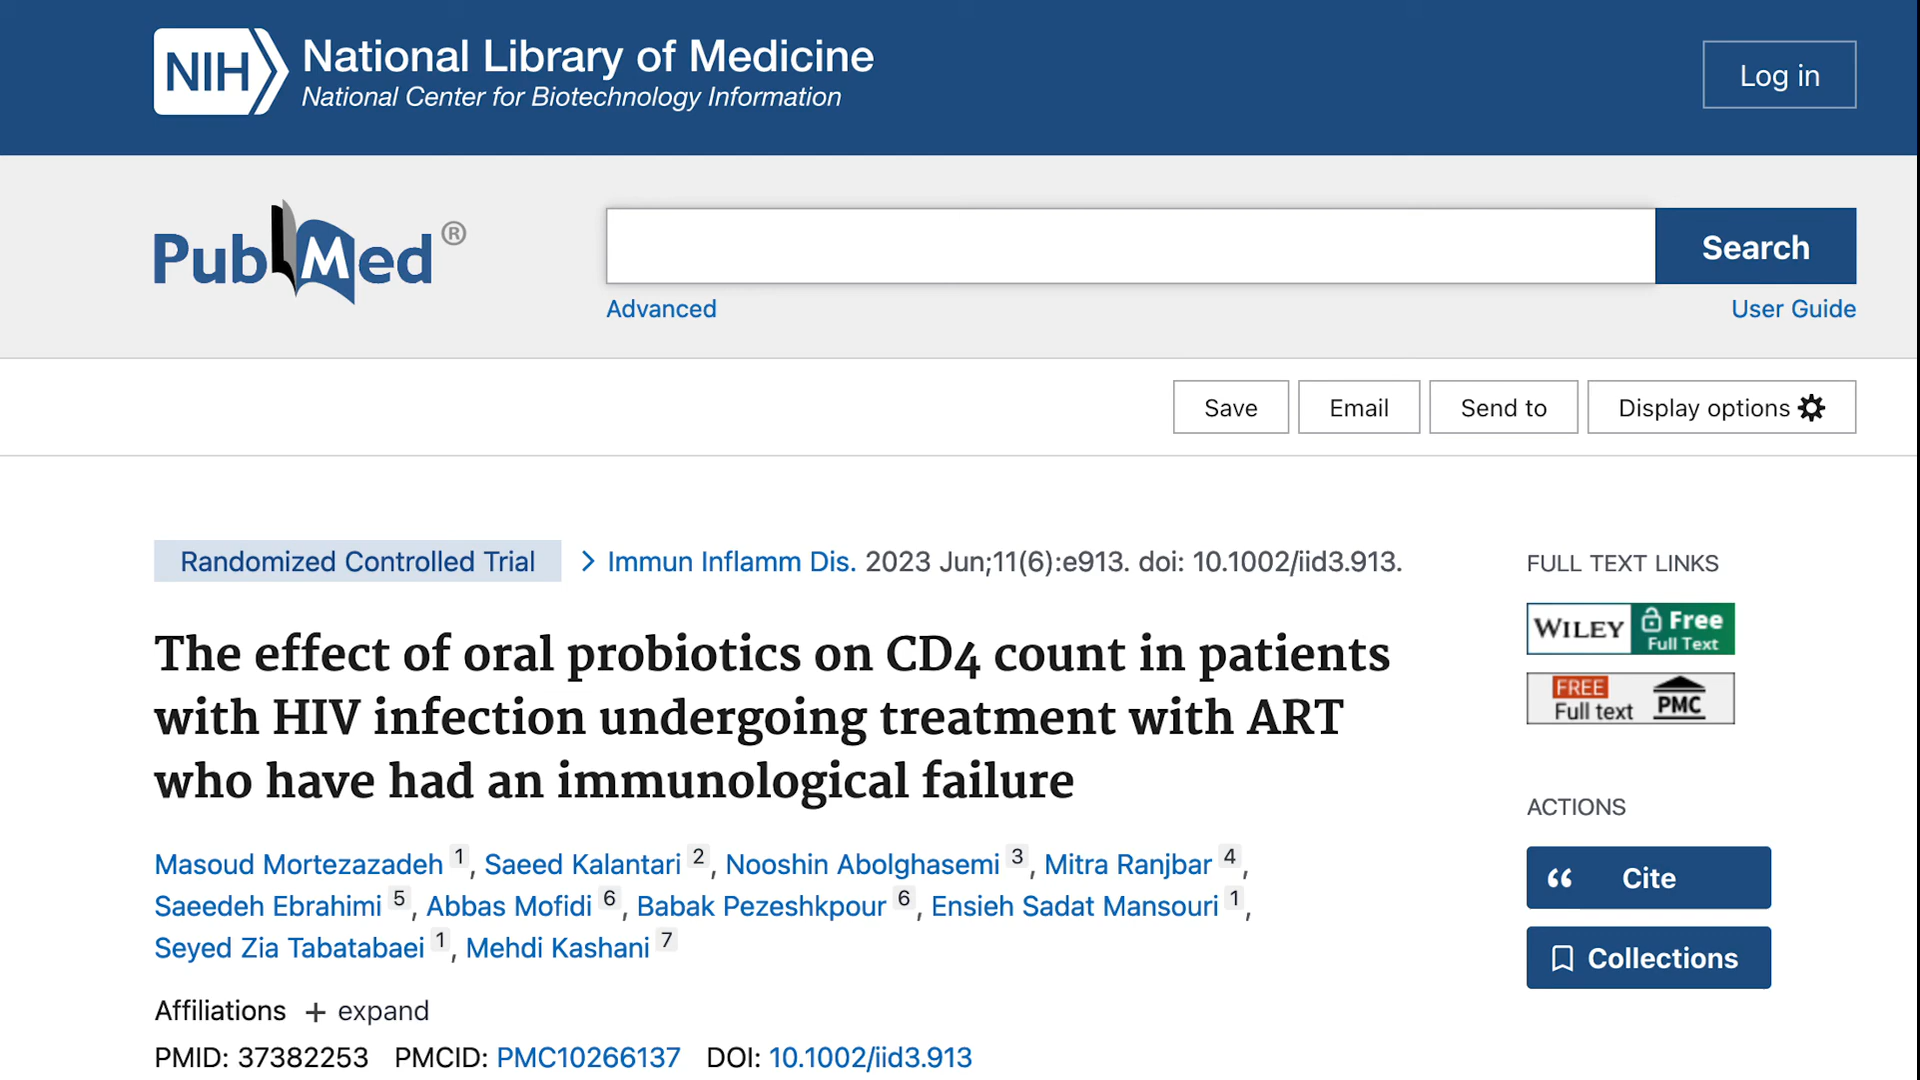 NIH National Library of Medicine
National Center for Biotechnology Information
Log in
PubMed®
Search
Advanced
User Guide
Save
Email
Send to
Display options
Randomized Controlled Trial
Immun Inflamm Dis. 2023 Jun;11(6):e913. doi: 10.1002/iid3.913.
The effect of oral probiotics on CD4 count in patients
with HIV infection undergoing treatment with ART
who have had an immunological failure
Masoud Mortezazadeh 1, Saeed Kalantari 2, Nooshin Abolghasemi 3, Mitra Ranjbar 4,
Saeedeh Ebrahimi 5, Abbas Mofidi 6, Babak Pezeshkpour 6, Ensieh Sadat Mansouri 1,
Seyed Zia Tabatabaei 1, Mehdi Kashani 7
Affiliations + expand
PMID: 37382253 PMCID: PMC10266137 DOI: 10.1002/iid3.913
FULL TEXT LINKS
WILEY Free
Full Text
FREE
Full text PMC
ACTIONS
Cite
Collections